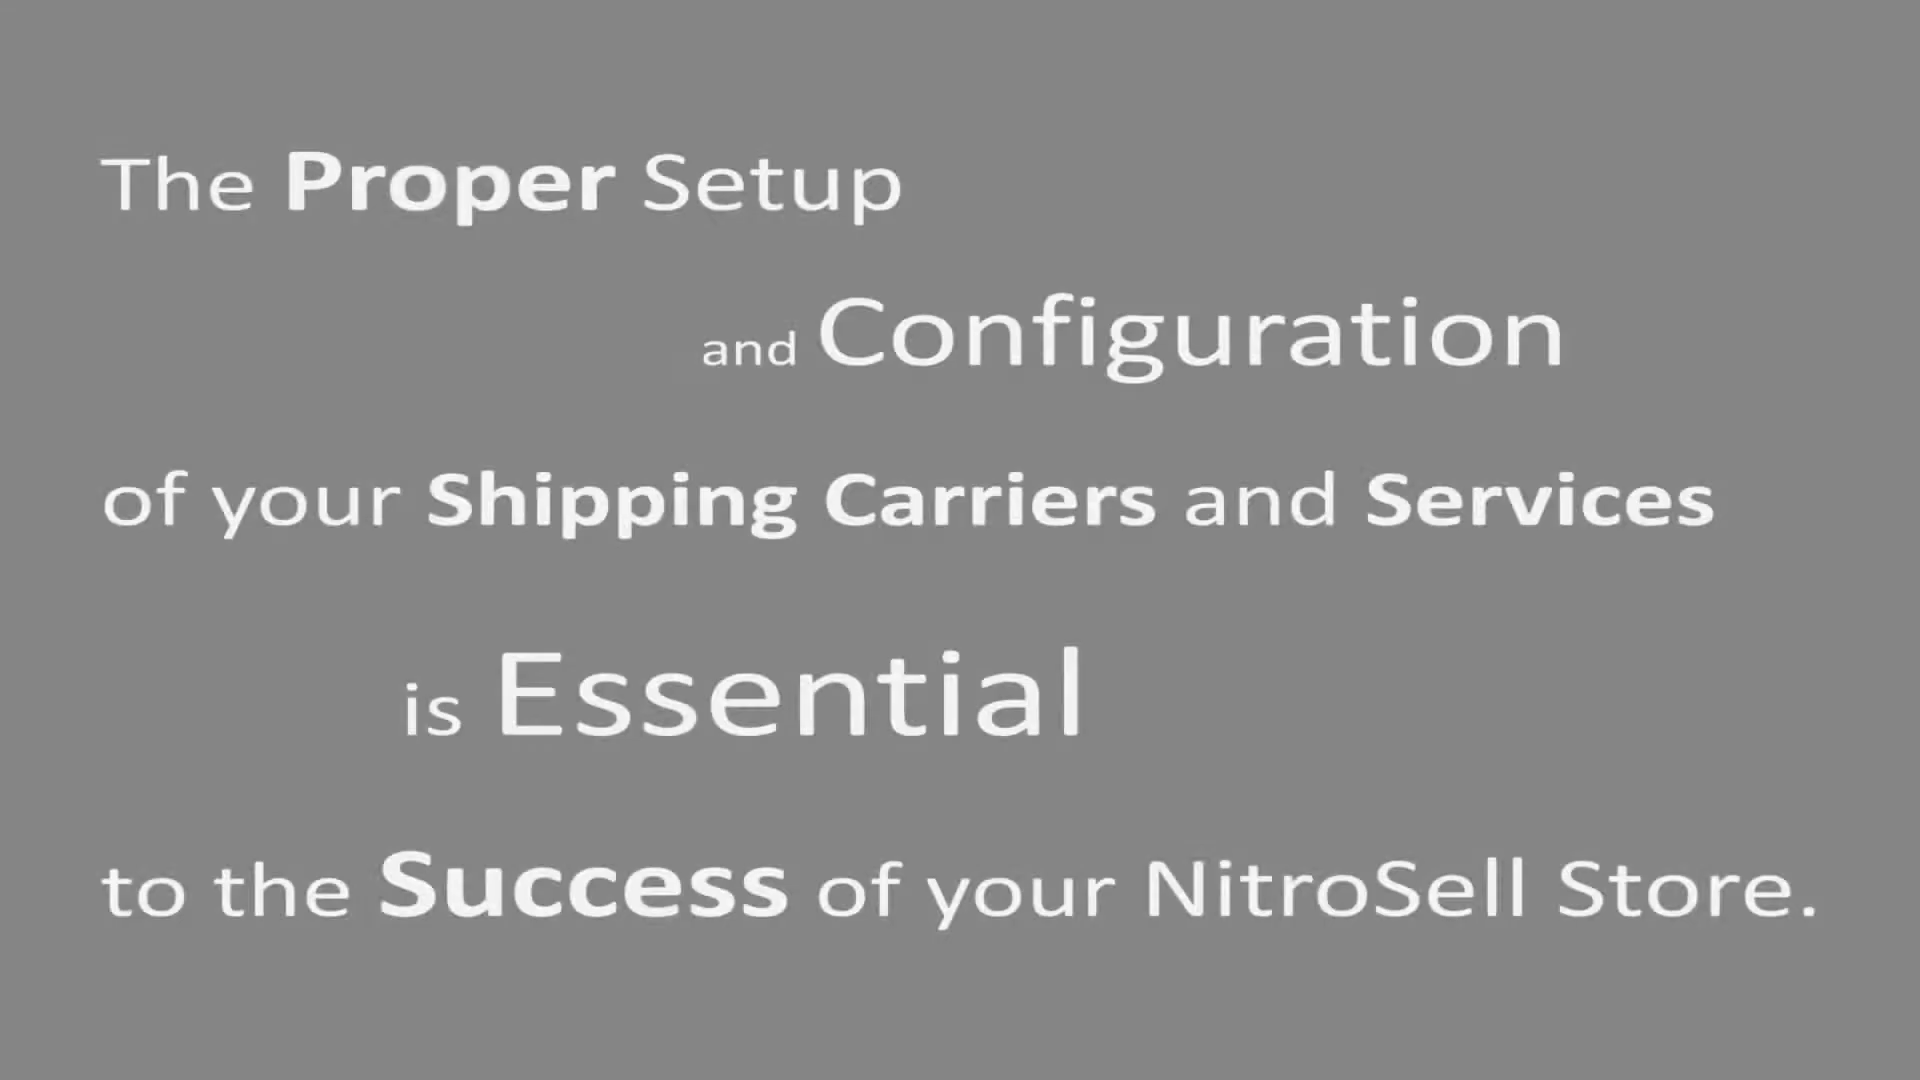 The Proper Setup
and Configuration
of your Shipping Carriers and Services
is Essential
to the Success of your NitroSell Store.